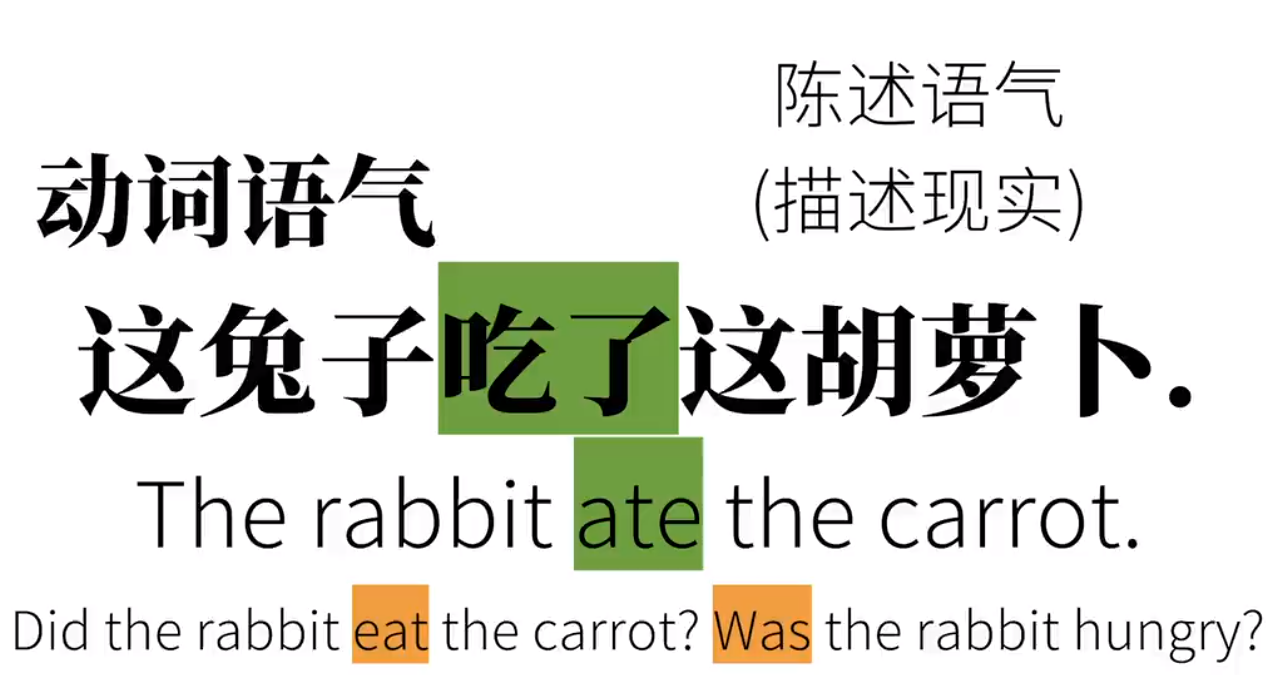 陈述语气
(描述现实)
动词语气
这兔子吃了这胡萝卜.
The rabbit ate the carrot.
Did the rabbit eat the carrot? Was the rabbit hungry?